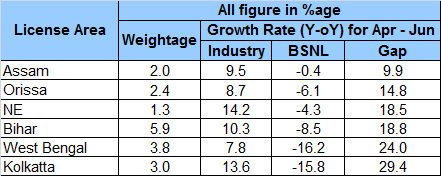 All figure in %age
License Area
Weightage
Growth Rate (Y-oY) for Apr - Jun
Industry BSNL Gap
Assam 2.0 9.5 -0.4 9.9
Orissa 2.4 8.7 -6.1 14.8
NE 1.3 14.2 -4.3 18.5
Bihar 5.9 10.3 -8.5 18.8
West Bengal 3.8 7.8 -16.2 24.0
Kolkatta 3.0 13.6 -15.8 29.4